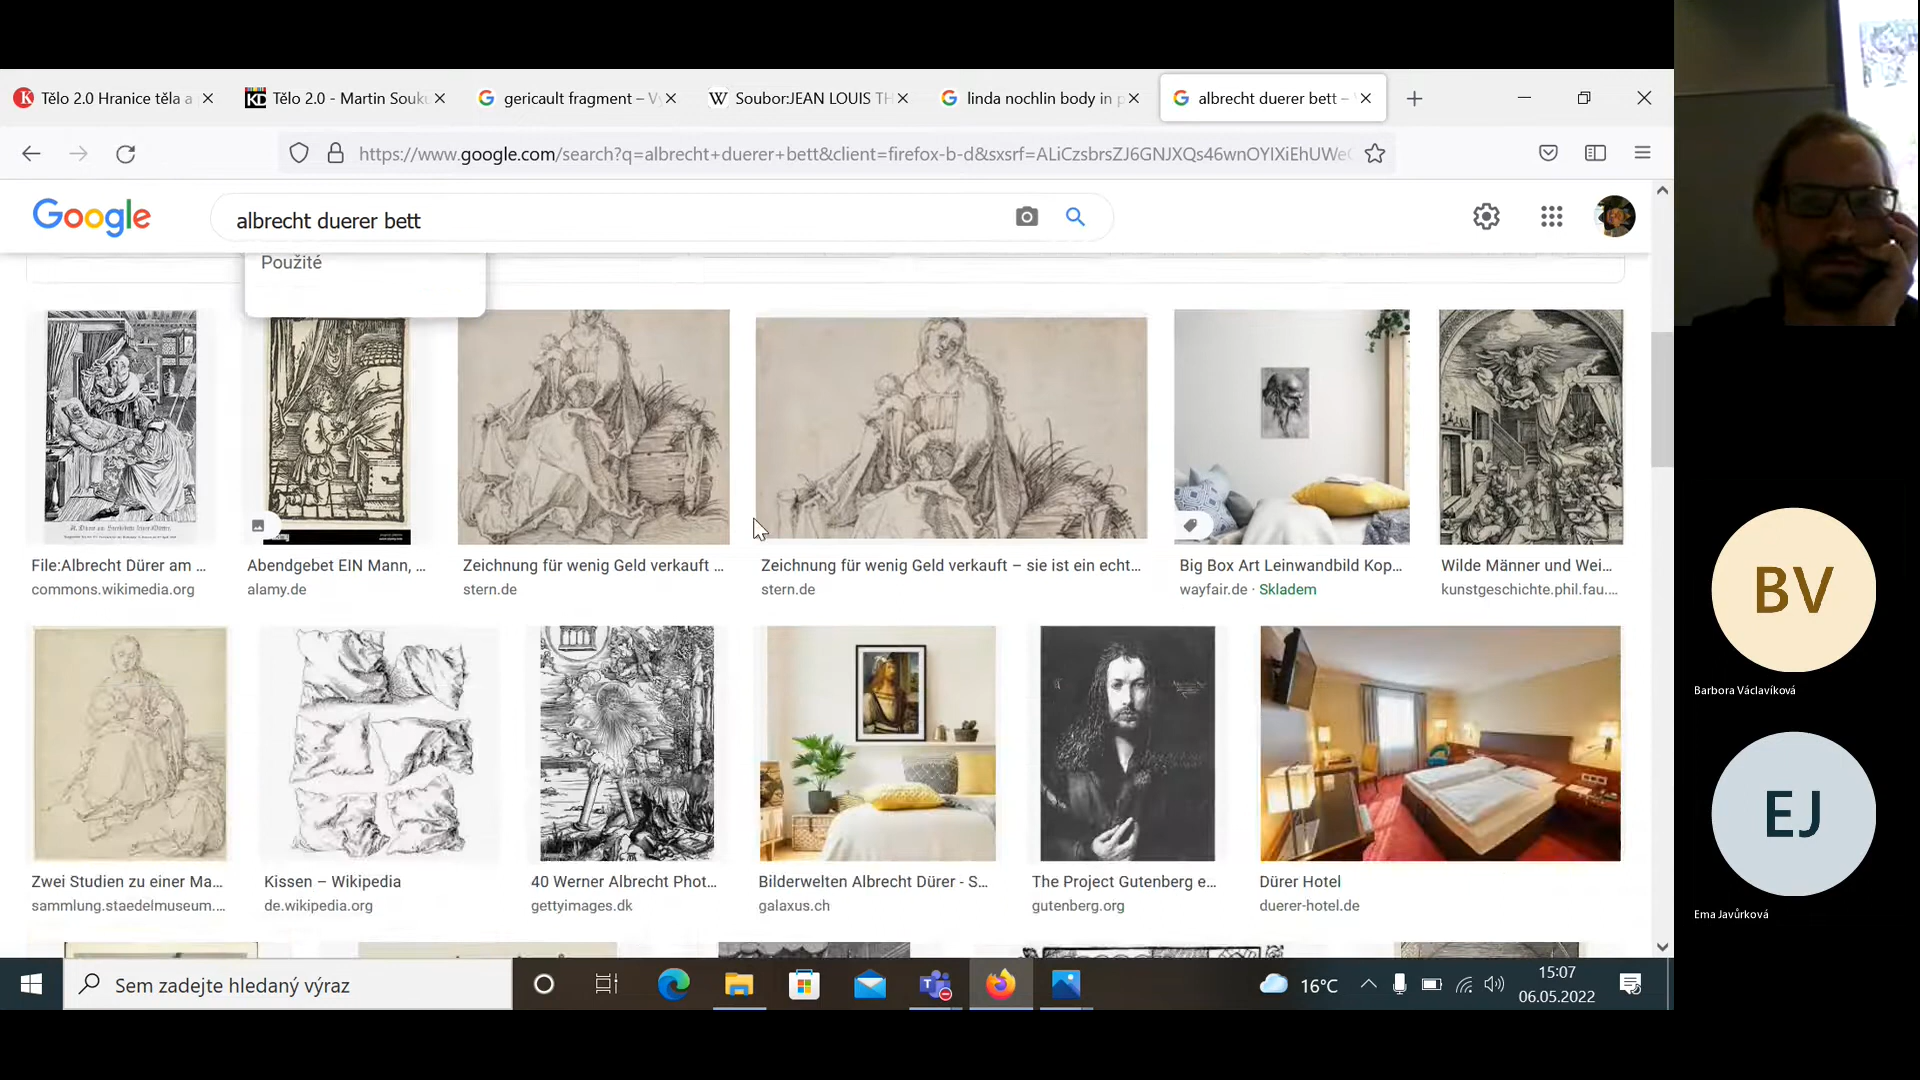 Tělo 2.0 Hranice těla a
KD Tělo 2.0 - Martin Souku
gericault fragment – Vy
W Soubor:JEAN LOUIS TH
linda nochlin body in p
albrecht duerer bett –
https://www.google.com/search?q=albrecht+duerer+bett&client=firefox-b-d&sxsrf=ALiCzsbrsZJ6GNJXQs46wnOYIXiEhUWeC
Google
albrecht duerer bett
Použité
File:Albrecht Dürer am ...
commons.wikimedia.org
Abendgebet EIN Mann, ...
alamy.de
Zeichnung für wenig Geld verkauft ...
stern.de
Zeichnung für wenig Geld verkauft – sie ist ein echt...
stern.de
Big Box Art Leinwandbild Kop...
wayfair.de · Skladem
Wilde Männer und Wei...
kunstgeschichte.phil.fau....
Zwei Studien zu einer Ma...
sammlung.staedelmuseum....
Kissen – Wikipedia
de.wikipedia.org
40 Werner Albrecht Phot...
gettyimages.dk
Bilderwelten Albrecht Dürer - S...
galaxus.ch
The Project Gutenberg e...
gutenberg.org
Dürer Hotel
duerer-hotel.de
BV
Barbora Václavíková
EJ
Ema Javůrková
Sem zadejte hledaný výraz
16°C
15:07
06.05.2022